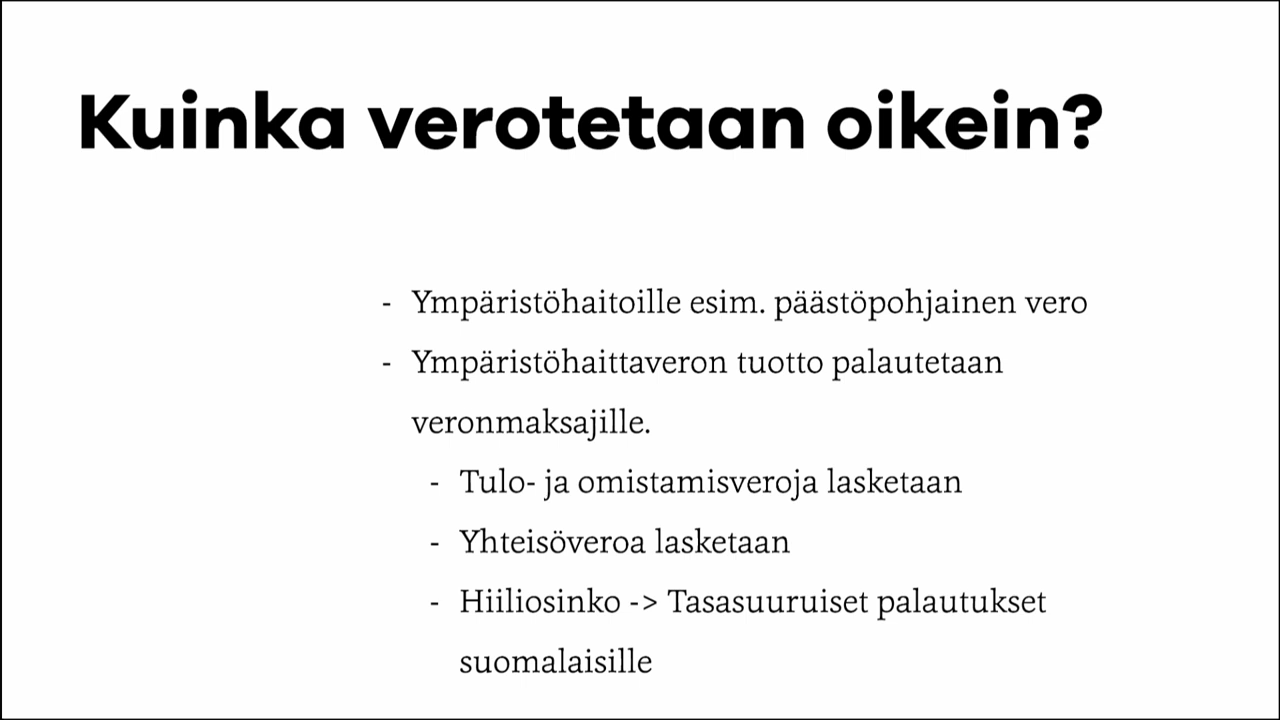 Kuinka verotetaan oikein?
- Ympäristöhaitoille esim. päästöpohjainen vero
- Ympäristöhaittaveron tuotto palautetaan
veronmaksajille.
- Tulo- ja omistamisveroja lasketaan
- Yhteisöveroa lasketaan
- Hiiliosinko -> Tasasuuruiset palautukset
suomalaisille